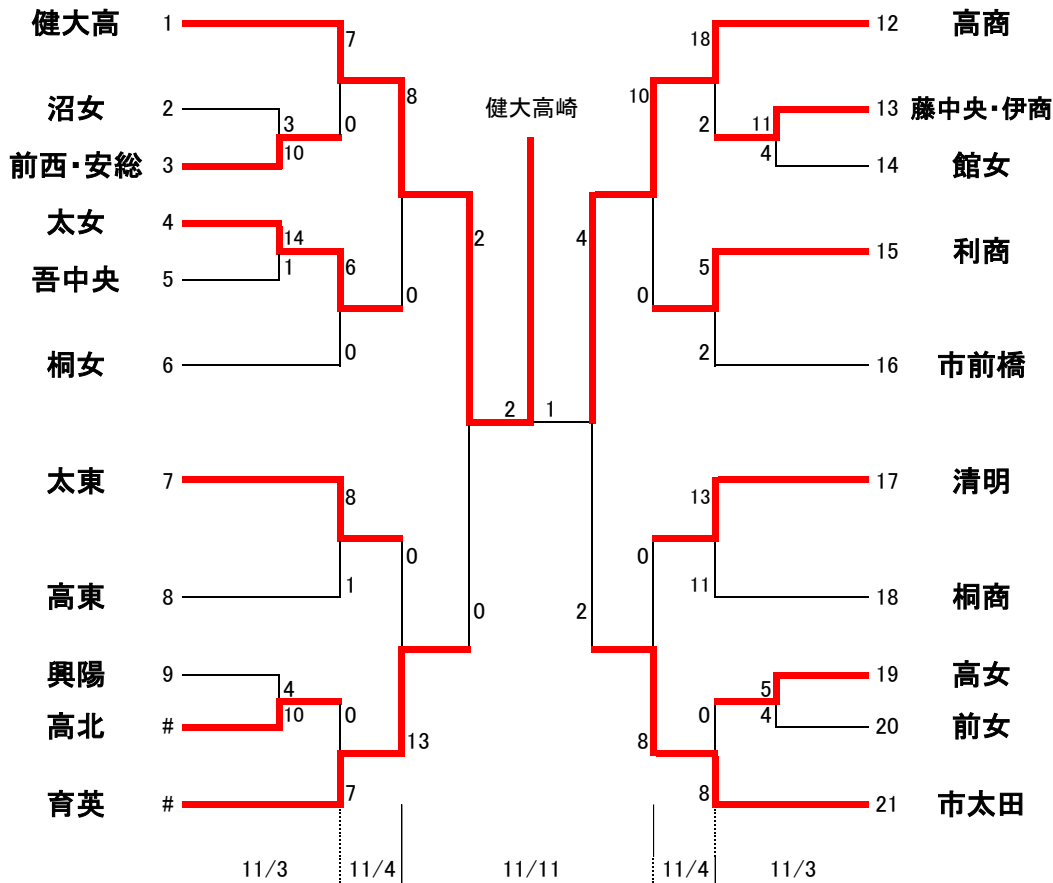 健大高 1 7 18 12 高商
8 10
沼女 2 健大高崎 13 藤中央・伊商
3 0 2 11
前西・安総 3 10 4 14 館女
太女 4
14 2 4 15 利商
吾中央 5 1 6 5
0 0
桐女 6 0 2 16 市前橋
2 1
太東 7 17 清明
8 13
0 0
高東 8 1 11 18 桐商
0 2
興陽 9 19 高女
4 5
高北 # 10 0 0 4 20 前女
13 8
育英 # 7 8 21 市太田
11/3 11/4 11/11 11/4 11/3